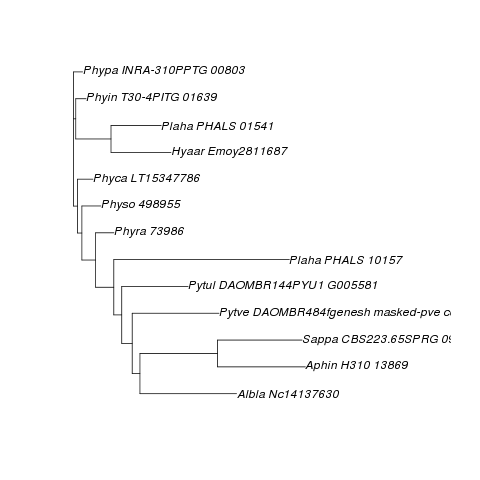 Phypa INRA-310PPTG 00803
Phyin T30-4PITG 01639
Plaha PHALS 01541
Hyaar Emoy2811687
Phyca LT15347786
Physo 498955
Phyra 73986
Plaha PHALS 10157
Pytul DAOMBR144PYU1 G005581
Pytve DAOMBR484fgenesh masked-pve
Sappa CBS223.65SPRG
Aphin H310 13869
Albla Nc14137630